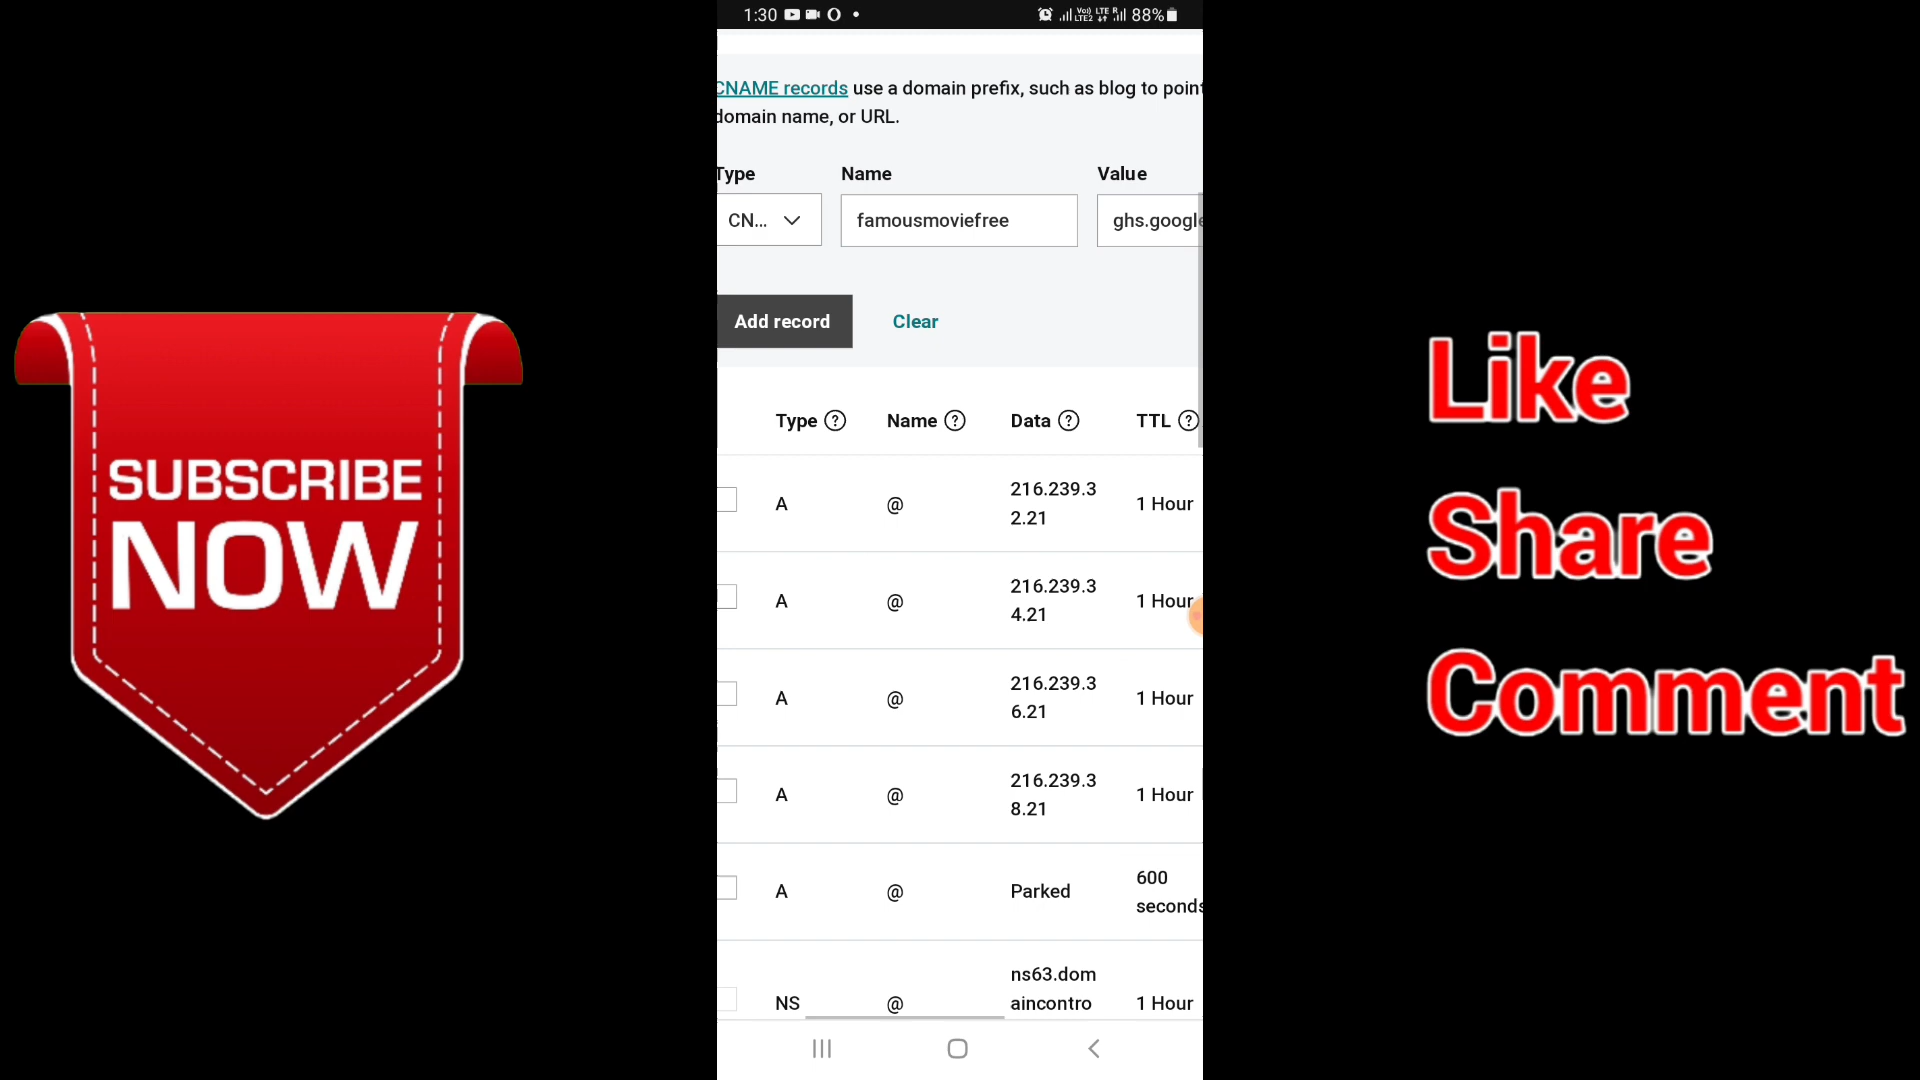 1:30
88%
CNAME records use a domain prefix, such as blog to point
domain name, or URL.
Type Name Value
CN... famousmoviefree ghs.google
Add record Clear
Type Name Data TTL
A @ 216.239.3 1 Hour
2.21
A @ 216.239.3 1 Hour
4.21
A @ 216.239.3 1 Hour
6.21
A @ 216.239.3 1 Hour
8.21
A @ Parked 600
seconds
NS @ ns63.dom 1 Hour
aincontro
SUBSCRIBE
NOW
Like
Share
Comment